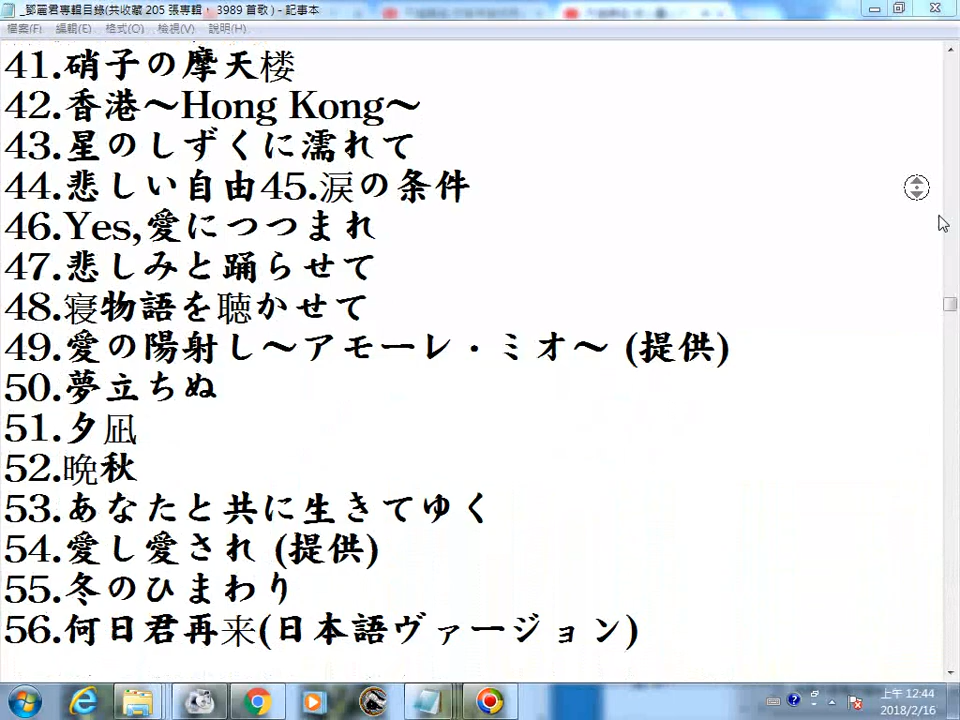 _鄧麗君專輯目錄(共收藏 205 張專輯， 3989 首歌 ) - 記事本
檔案(F) 編輯(E) 格式(O) 檢視(V) 說明(H)
41.硝子の摩天楼
42.香港～Hong Kong～
43.星のしずくに濡れて
44.悲しい自由45.涙の条件
46.Yes,愛につつまれ
47.悲しみと踊らせて
48.寝物語を聴かせて
49.愛の陽射し～アモーレ・ミオ～ (提供)
50.夢立ちぬ
51.夕凪
52.晩秋
53.あなたと共に生きてゆく
54.愛し愛され (提供)
55.冬のひまわり
56.何日君再来(日本語ヴァージョン)
上午 12:44
2018/2/16